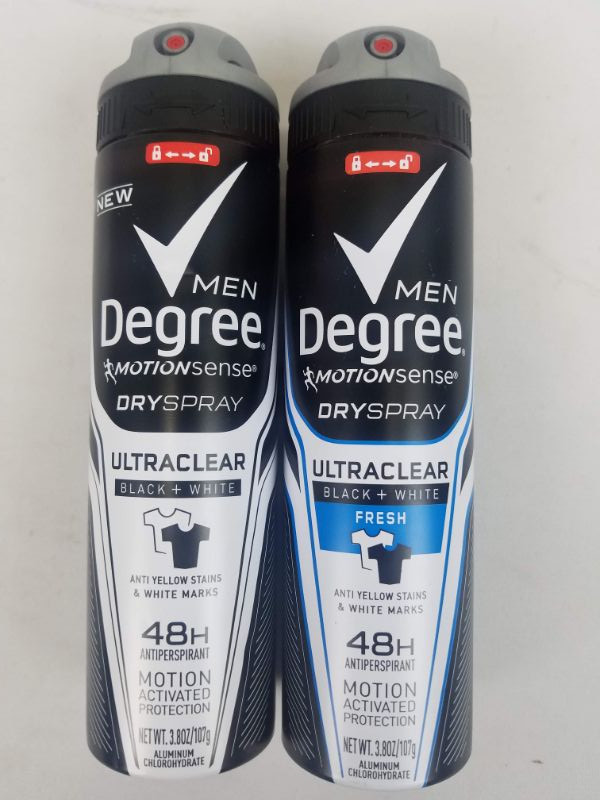 NEW
MEN
Degree®
MOTIONSENSE®
DRYSPRAY
ULTRACLEAR
BLACK + WHITE
ANTI YELLOW STAINS
& WHITE MARKS
48H
ANTIPERSPIRANT
MOTION
ACTIVATED
PROTECTION
NET WT. 3.8OZ/107g
ALUMINUM
CHLOROHYDRATE
MEN
Degree®
MOTIONSENSE®
DRYSPRAY
ULTRACLEAR
BLACK + WHITE
FRESH
ANTI YELLOW STAINS
& WHITE MARKS
48H
ANTIPERSPIRANT
MOTION
ACTIVATED
PROTECTION
NET WT. 3.8OZ/107g
ALUMINUM
CHLOROHYDRATE